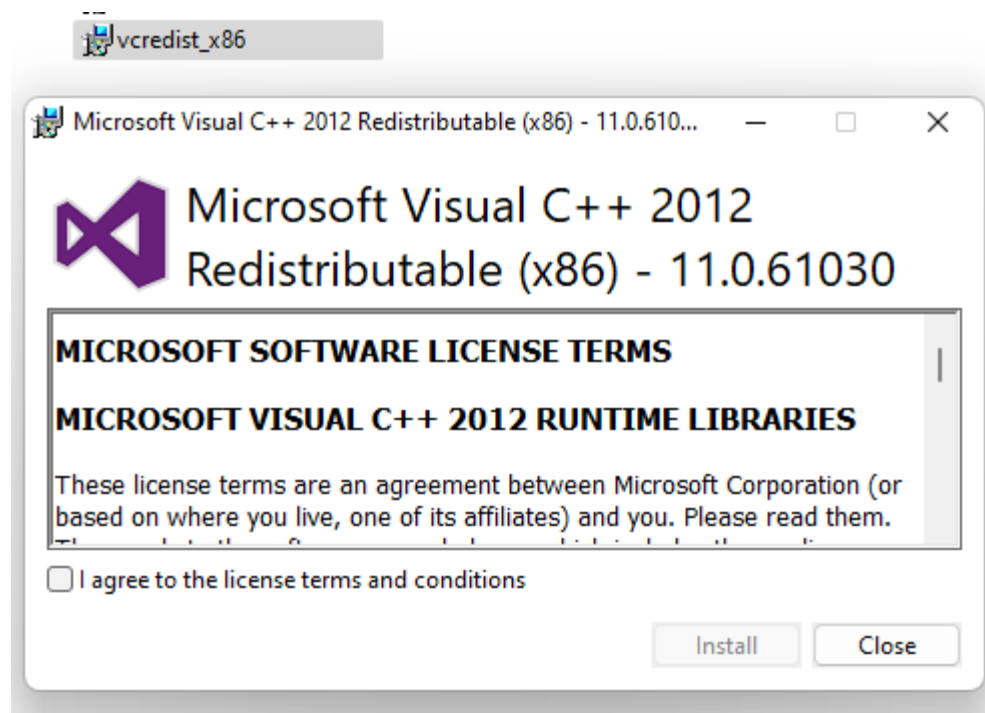 vcredist_x86
Microsoft Visual C++ 2012 Redistributable (x86) - 11.0.610...
Microsoft Visual C++ 2012
Redistributable (x86) - 11.0.61030
MICROSOFT SOFTWARE LICENSE TERMS
MICROSOFT VISUAL C++ 2012 RUNTIME LIBRARIES
These license terms are an agreement between Microsoft Corporation (or
based on where you live, one of its affiliates) and you. Please read them.
I agree to the license terms and conditions
Install
Close